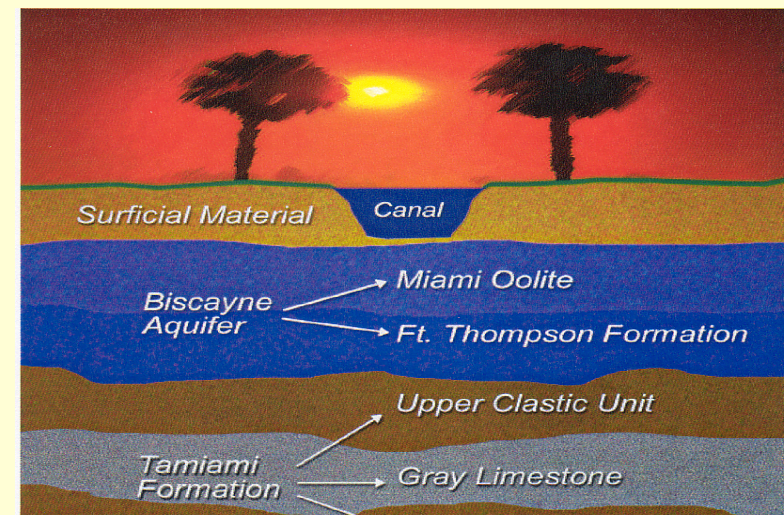 Surficial Material
Canal
Miami Oolite
Biscayne
Aquifer
Ft. Thompson Formation
Upper Clastic Unit
Tamiami
Formation
Gray Limestone